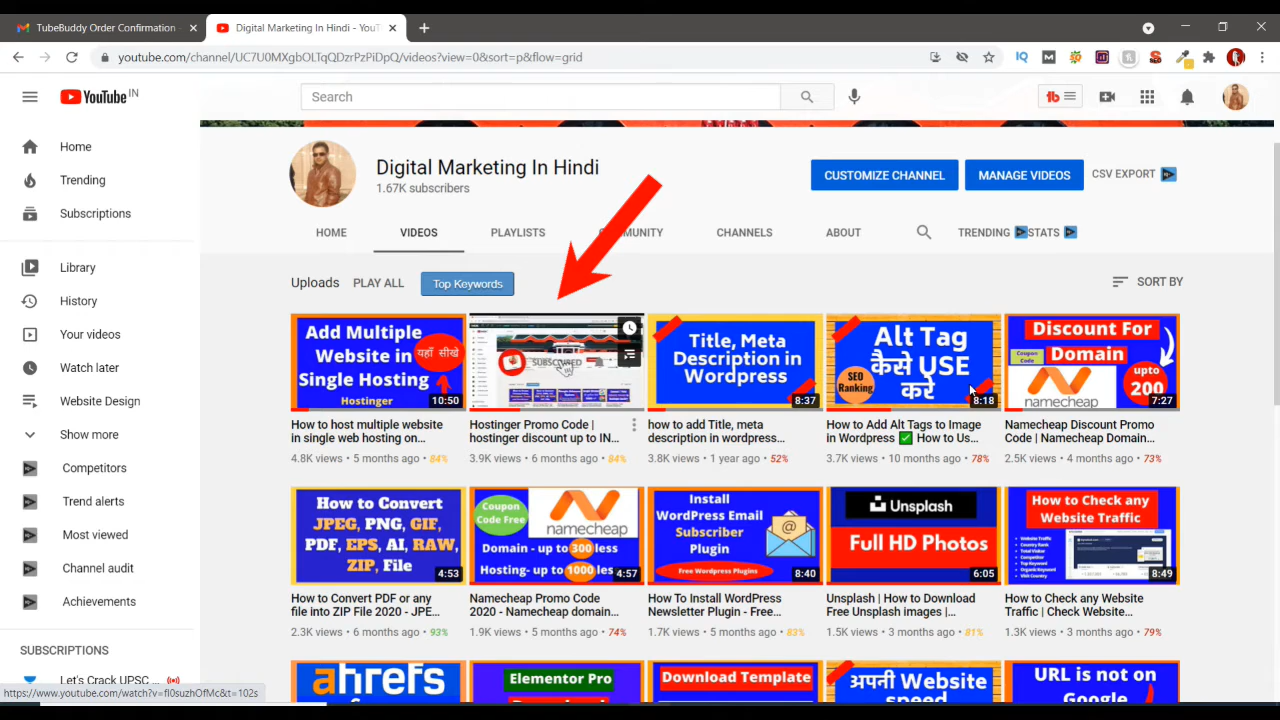 TubeBuddy Order Confirmation
Digital Marketing In Hindi - YouT
youtube.com/channel/UC7U0MXgbOLTqQDzrPzPiDpQ/videos?view=0&sort=p&flow=grid
YouTube IN
Search
Home
Trending
Subscriptions
Library
History
Your videos
Watch later
Website Design
Show more
Competitors
Trend alerts
Most viewed
Channel audit
Achievements
SUBSCRIPTIONS
Let's Crack UPSC ...
https://www.youtube.com/watch?v=fl0suzhOfMc&t=102s
Digital Marketing In Hindi
1.67K subscribers
CUSTOMIZE CHANNEL
MANAGE VIDEOS
CSV EXPORT
HOME
VIDEOS
PLAYLISTS
MUNITY
CHANNELS
ABOUT
TRENDING
STATS
Uploads
PLAY ALL
Top Keywords
SORT BY
Add Multiple
Website in
Single Hosting
Hostinger
यहाँ सीखे
10:50
SUBSCRIBED
Title, Meta
Description in
Wordpress
8:37
Alt Tag
कैसे USE
करे
SEO
Ranking
8:18
Discount For
Domain
Coupon
Code
upto
200
namecheap
7:27
How to host multiple website
in single web hosting on...
4.8K views • 5 months ago • 84%
Hostinger Promo Code |
hostinger discount up to IN...
3.9K views • 6 months ago • 84%
how to add Title, meta
description in wordpress...
3.8K views • 1 year ago • 52%
How to Add Alt Tags to Image
in Wordpress ✅ How to Us...
3.7K views • 10 months ago • 78%
Namecheap Discount Promo
Code | Namecheap Domain...
2.5K views • 4 months ago • 73%
How to Convert
JPEG, PNG, GIF,
PDF, EPS, AI, RAW,
ZIP, File
4:53
Coupon
Code Free
namecheap
Domain - up to 300 less
Hosting- up to 1000 less
4:57
Install
WordPress Email
Subscriber
Plugin
Free Wordpress Plugins
8:40
Unsplash
Full HD Photos
6:05
How to Check any
Website Traffic
8:49
How to Convert PDF or any
file into ZIP File 2020 - JPE...
2.3K views • 6 months ago • 93%
Namecheap Promo Code
2020 - Namecheap domain...
1.9K views • 5 months ago • 74%
How To Install WordPress
Newsletter Plugin - Free...
1.7K views • 5 months ago • 83%
Unsplash | How to Download
Free Unsplash images |...
1.5K views • 3 months ago • 81%
How to Check any Website
Traffic | Check Website...
1.3K views • 3 months ago • 79%
ahrefs
Elementor Pro
Download Template
अपनी Website
speed
URL is not on
Google